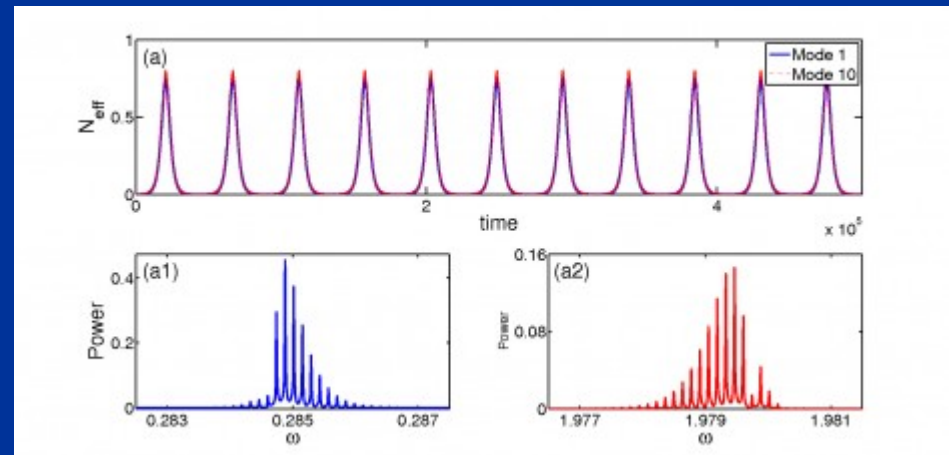 1
(a)
Mode 1
Mode 10
N_eff
0.5
0
0
2
4
time
x 10^5
(a1)
0.4
Power
0.2
0
0.283
0.285
0.287
ω
0.16
(a2)
Power
0.08
0
1.977
1.979
1.981
ω